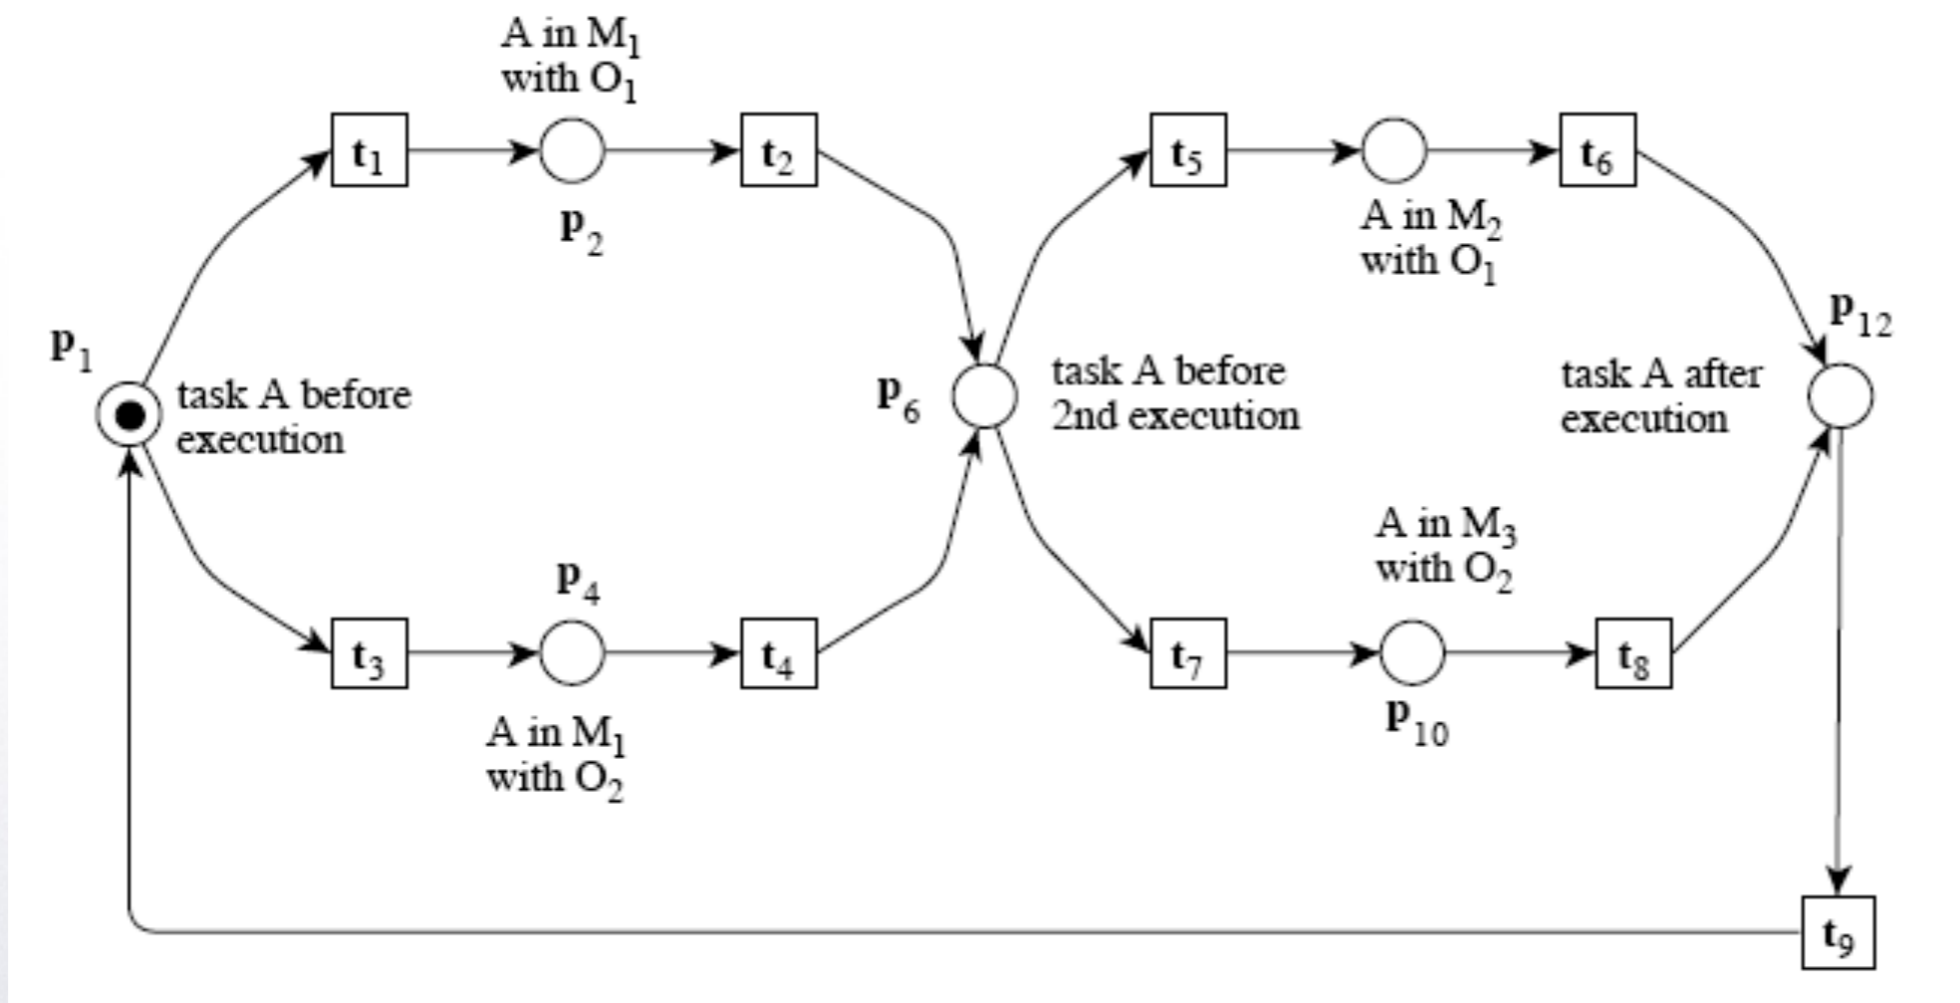 A in M1
with O1
t1
t2
t5
t6
p2
A in M2
with O1
p12
p1
task A before
execution
p6
task A before
2nd execution
task A after
execution
A in M3
with O2
p4
t3
t4
t7
t8
p10
A in M1
with O2
t9